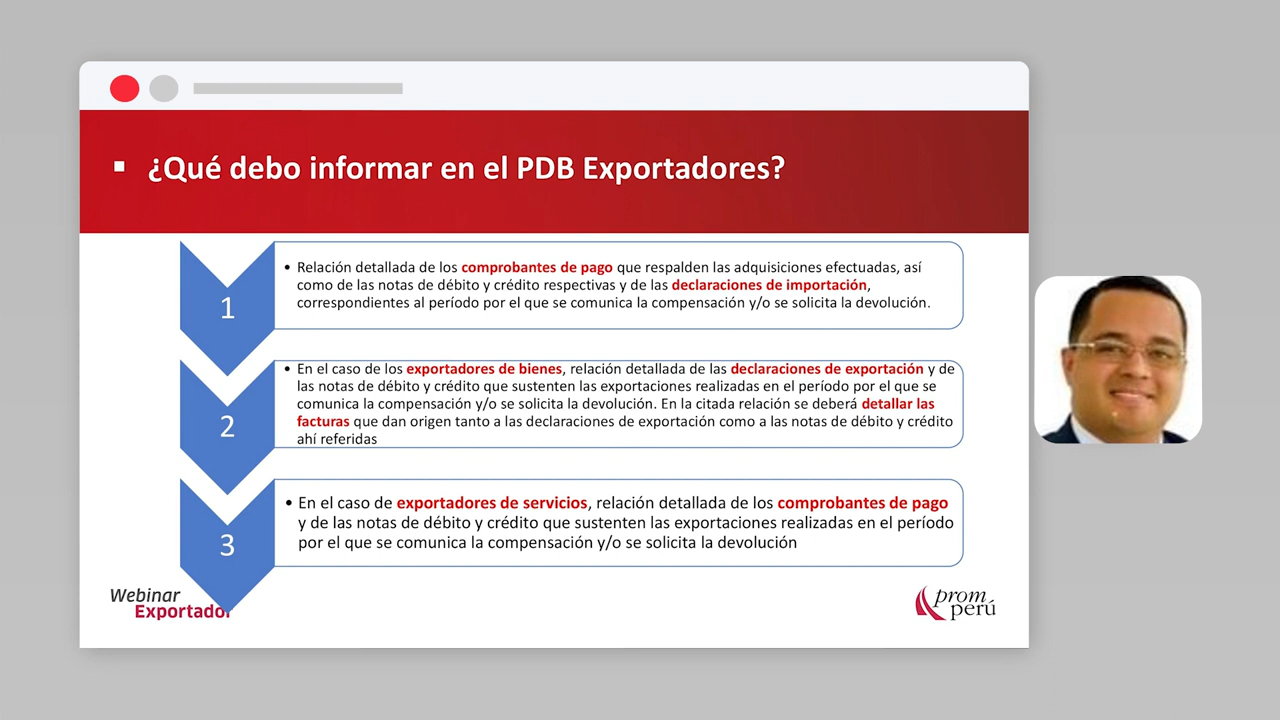 ▪ ¿Qué debo informar en el PDB Exportadores?
1
• Relación detallada de los comprobantes de pago que respalden las adquisiciones efectuadas, así
como de las notas de débito y crédito respectivas y de las declaraciones de importación,
correspondientes al período por el que se comunica la compensación y/o se solicita la devolución.
2
• En el caso de los exportadores de bienes, relación detallada de las declaraciones de exportación y de
las notas de débito y crédito que sustenten las exportaciones realizadas en el período por el que se
comunica la compensación y/o se solicita la devolución. En la citada relación se deberá detallar las
facturas que dan origen tanto a las declaraciones de exportación como a las notas de débito y crédito
ahí referidas
3
• En el caso de exportadores de servicios, relación detallada de los comprobantes de pago
y de las notas de débito y crédito que sustenten las exportaciones realizadas en el período
por el que se comunica la compensación y/o se solicita la devolución
Webinar
Exportador
prom
perú